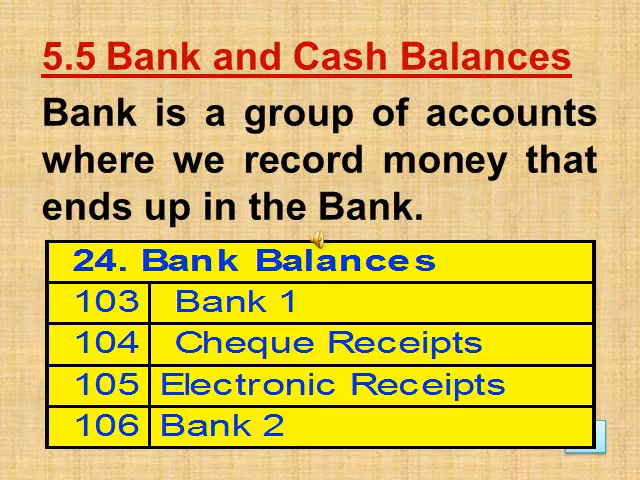 5.5 Bank and Cash Balances
Bank is a group of accounts
where we record money that
ends up in the Bank.
24. Bank Balances
103 Bank 1
104 Cheque Receipts
105 Electronic Receipts
106 Bank 2